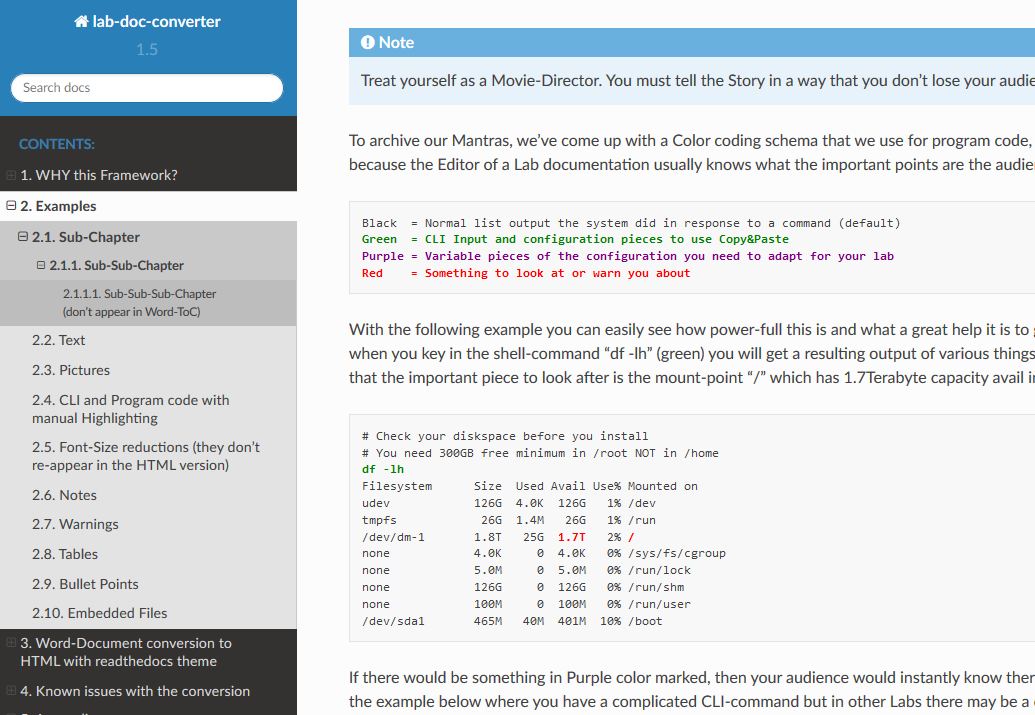 lab-doc-converter
1.5
Search docs
CONTENTS:
1. WHY this Framework?
2. Examples
2.1. Sub-Chapter
2.1.1. Sub-Sub-Chapter
2.1.1.1. Sub-Sub-Sub-Chapter
(don't appear in Word-ToC)
2.2. Text
2.3. Pictures
2.4. CLI and Program code with
manual Highlighting
2.5. Font-Size reductions (they don't
re-appear in the HTML version)
2.6. Notes
2.7. Warnings
2.8. Tables
2.9. Bullet Points
2.10. Embedded Files
3. Word-Document conversion to
HTML with readthedocs theme
4. Known issues with the conversion
Note
Treat yourself as a Movie-Director. You must tell the Story in a way that you don't lose your audie
To archive our Mantras, we've come up with a Color coding schema that we use for program code,
because the Editor of a Lab documentation usually knows what the important points are the audie
Black = Normal list output the system did in response to a command (default)
Green = CLI Input and configuration pieces to use Copy&Paste
Purple = Variable pieces of the configuration you need to adapt for your lab
Red = Something to look at or warn you about
With the following example you can easily see how power-full this is and what a great help it is to
when you key in the shell-command “df -lh” (green) you will get a resulting output of various things
that the important piece to look after is the mount-point “/” which has 1.7Terabyte capacity avail i
# Check your diskspace before you install
# You need 300GB free minimum in /root NOT in /home
df -lh
Filesystem Size Used Avail Use% Mounted on
udev 126G 4.0K 126G 1% /dev
tmpfs 26G 1.4M 26G 1% /run
/dev/dm-1 1.8T 25G 1.7T 2% /
none 4.0K 0 4.0K 0% /sys/fs/cgroup
none 5.0M 0 5.0M 0% /run/lock
none 126G 0 126G 0% /run/shm
none 100M 0 100M 0% /run/user
/dev/sda1 465M 40M 401M 10% /boot
If there would be something in Purple color marked, then your audience would instantly know ther
the example below where you have a complicated CLI-command but in other Labs there may be a